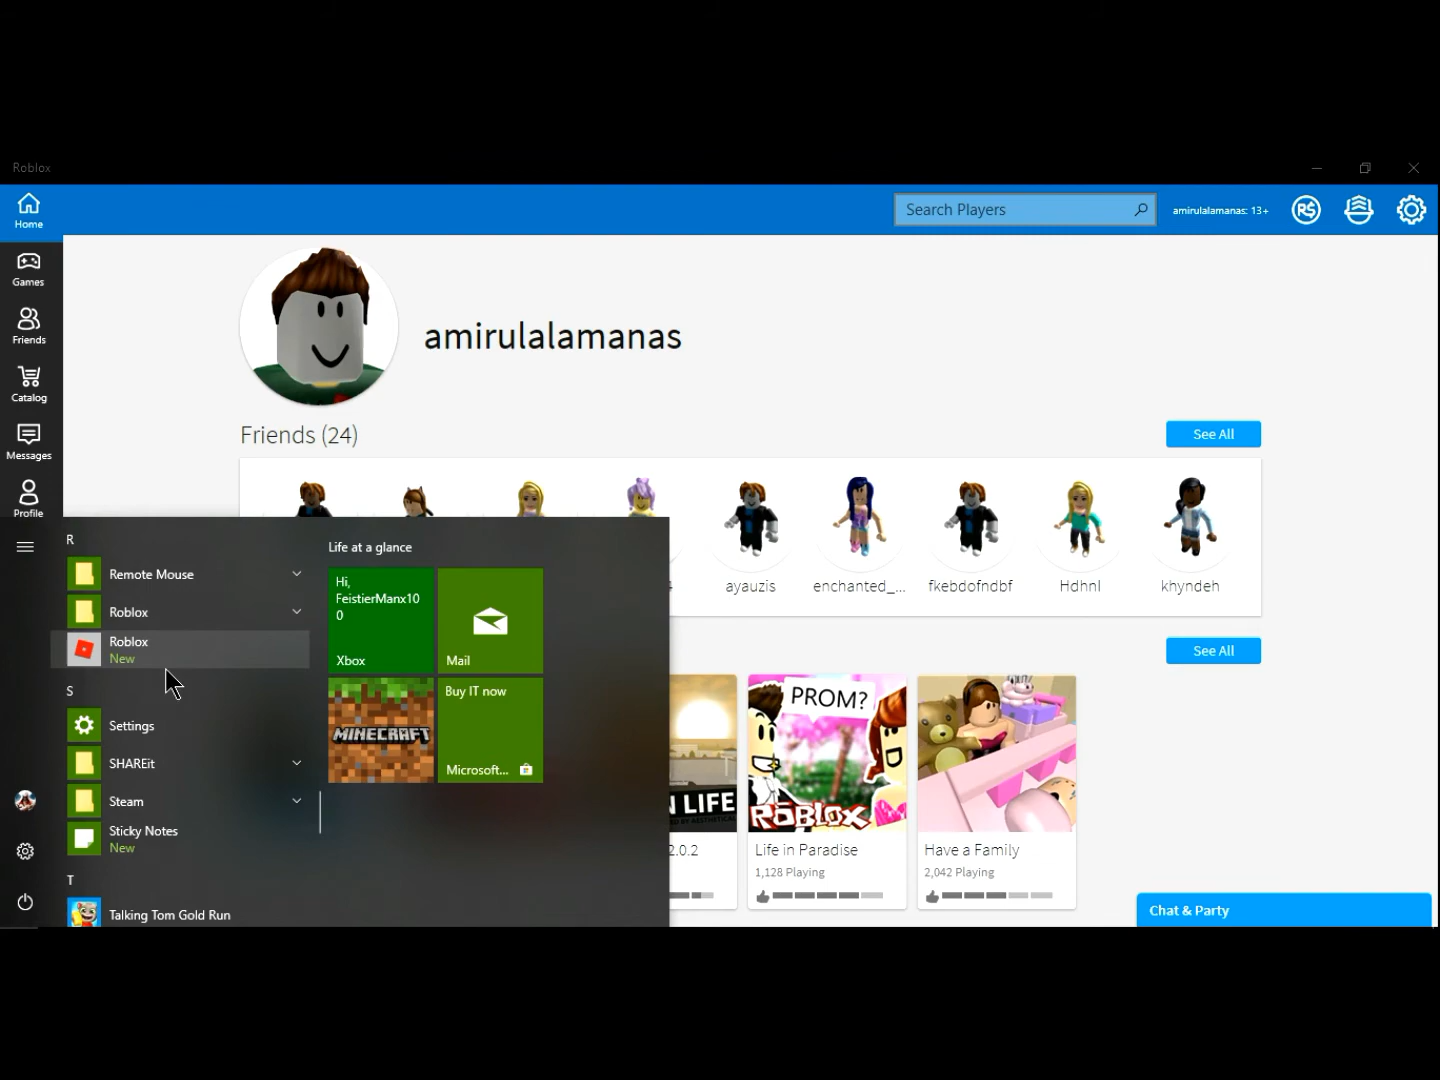 Roblox
Home
Search Players
amirulalamanas: 13+
R$
Games
Friends
Catalog
Messages
Profile
amirulalamanas
Friends (24)
See All
ayauzis
enchanted_...
fkebdofndbf
Hdhnl
khyndeh
See All
R
Remote Mouse
Roblox
Roblox
New
S
Settings
SHAREit
Steam
Sticky Notes
New
T
Talking Tom Gold Run
Life at a glance
Hi,
FeistierManx10
0
Xbox
Mail
MINECRAFT
Buy IT now
Microsoft...
N LIFE
2.0.2
PROM?
ROBLOX
Life in Paradise
1,128 Playing
Have a Family
2,042 Playing
Chat & Party